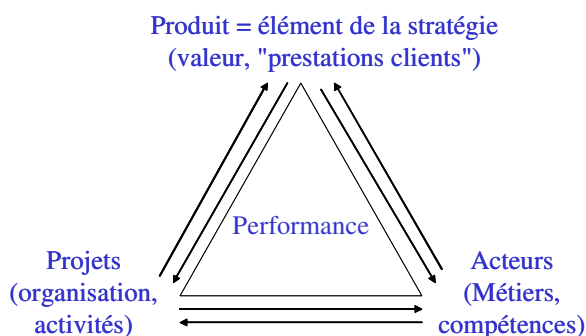 Produit = élément de la stratégie
(valeur, "prestations clients")
Performance
Projets
(organisation,
activités)
Acteurs
(Métiers,
compétences)